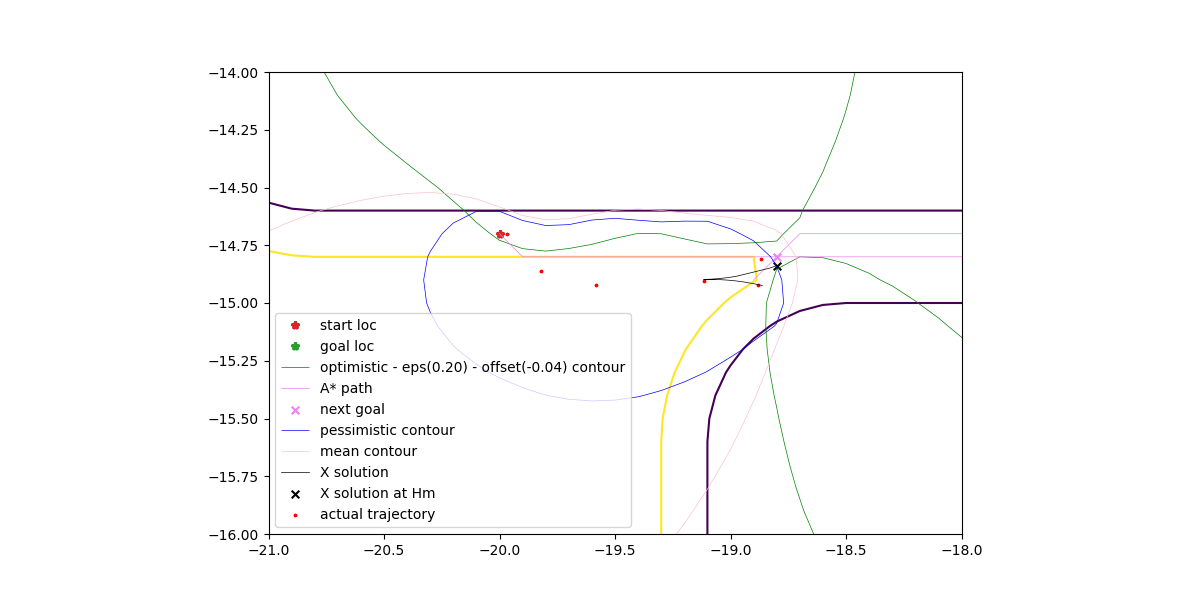 −14.00
−14.25
−14.50
−14.75
−15.00
−15.25
−15.50
−15.75
−16.00
start loc
goal loc
optimistic - eps(0.20) - offset(-0.04) contour
A* path
next goal
pessimistic contour
mean contour
X solution
X solution at Hm
actual trajectory
−21.0 −20.5 −20.0 −19.5 −19.0 −18.5 −18.0